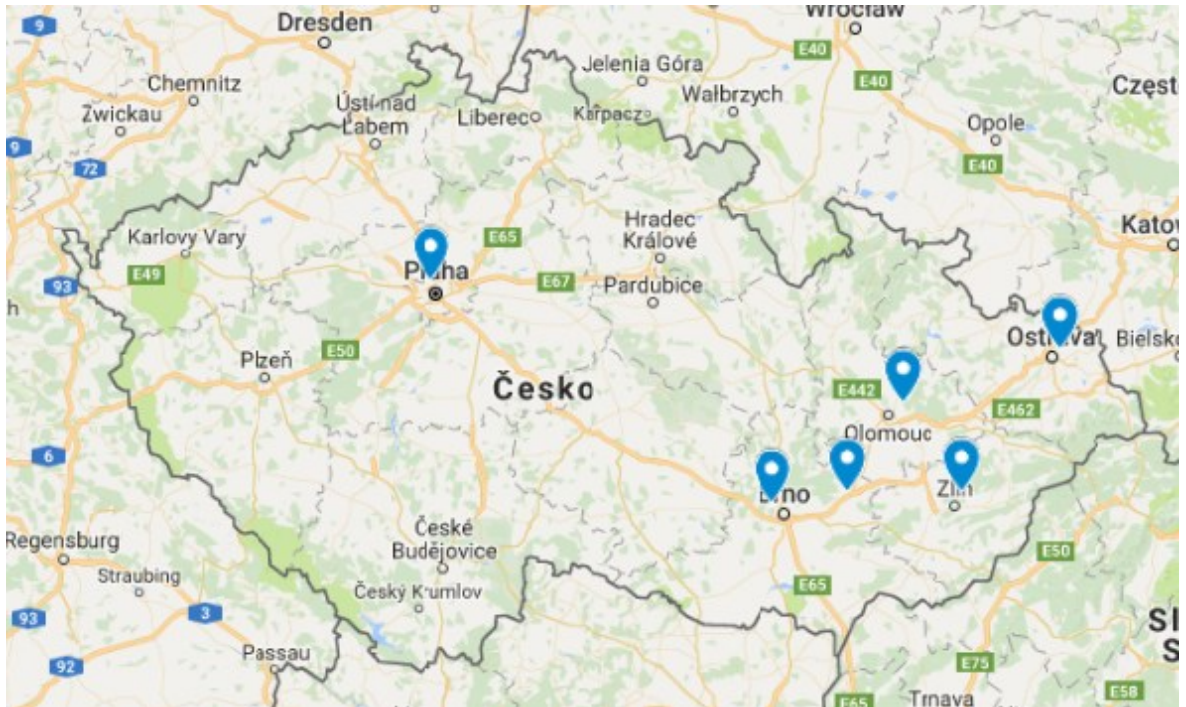 Dresden
9
Wrocław
E40
Chemnitz
Jelenia Góra
E40
Zwickau
Ústí nad
Labem
Liberec
Karpacz
Wałbrzych
Częst
9
Opole
72
E40
Karlovy Vary
E65
Hradec
Králové
Katow
E49
93
Praha
E67
Pardubice
h
Ostrava
Bielsko
Plzeň
E50
Česko
E442
E462
Olomouc
6
Brno
Zlín
České
Budějovice
Regensburg
E50
Straubing
Český Krumlov
E65
93
3
Sl
S
Passau
92
E75
E58
Trnava
E65